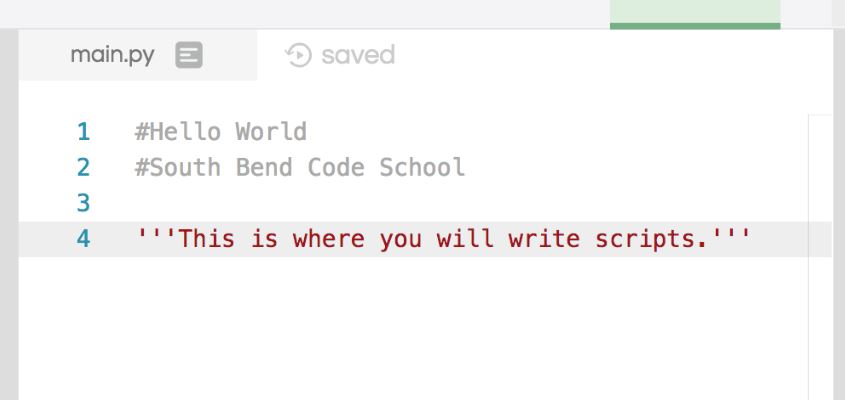 main.py saved
1 #Hello World
2 #South Bend Code School
3
4 '''This is where you will write scripts.'''